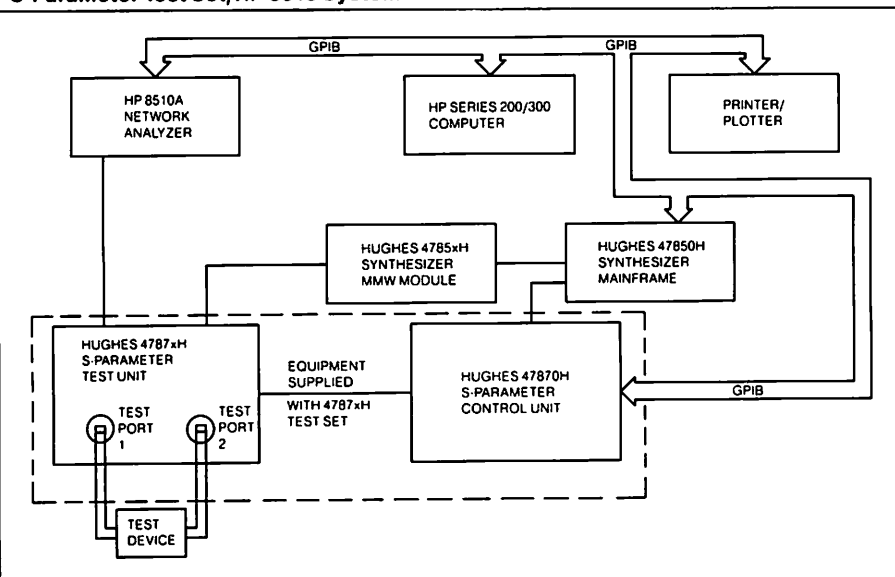 GPIB
GPIB
HP 8510A
NETWORK
ANALYZER
HP SERIES 200/300
COMPUTER
PRINTER/
PLOTTER
HUGHES 4785xH
SYNTHESIZER
MMW MODULE
HUGHES 47850H
SYNTHESIZER
MAINFRAME
HUGHES 4787xH
S-PARAMETER
TEST UNIT
TEST
PORT
1
TEST
PORT
2
EQUIPMENT
SUPPLIED
WITH 4787xH
TEST SET
HUGHES 47870H
S-PARAMETER
CONTROL UNIT
GPIB
TEST
DEVICE